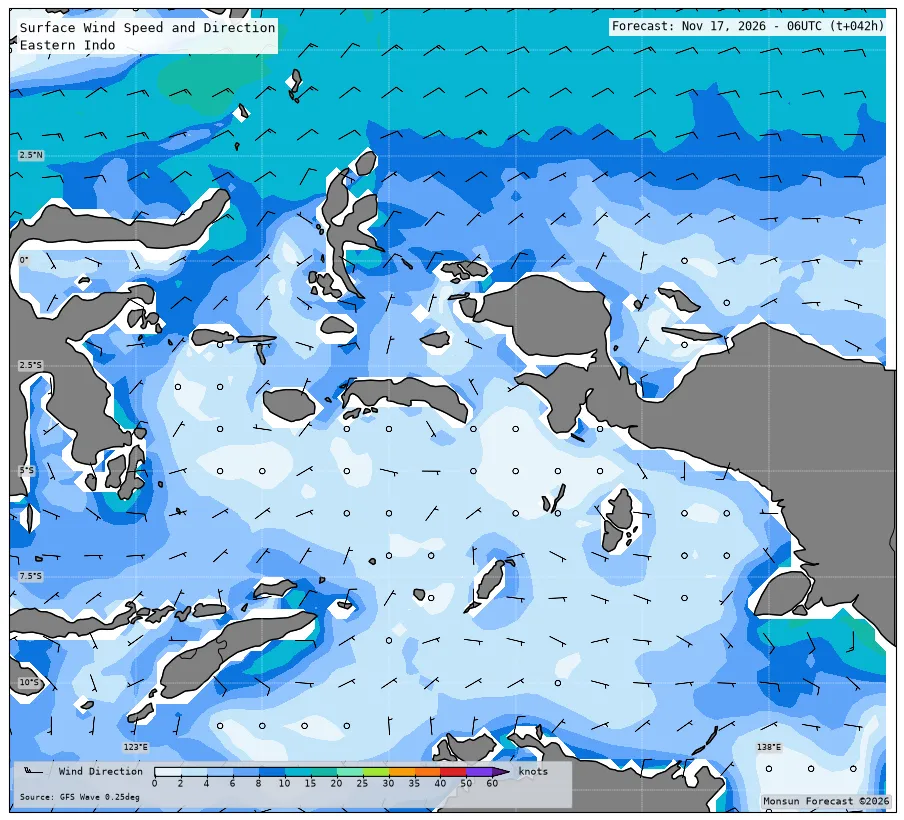 Surface Wind Speed and Direction
Eastern Indo
Forecast: Nov 17, 2026 - 06UTC (t+042h)
2.5°N
0°
2.5°S
5°S
7.5°S
10°S
123°E
138°E
Wind Direction
0 2 4 6 8 10 15 20 25 30 35 40 50 60
knots
Source: GFS Wave 0.25deg
Monsun Forecast ©2026